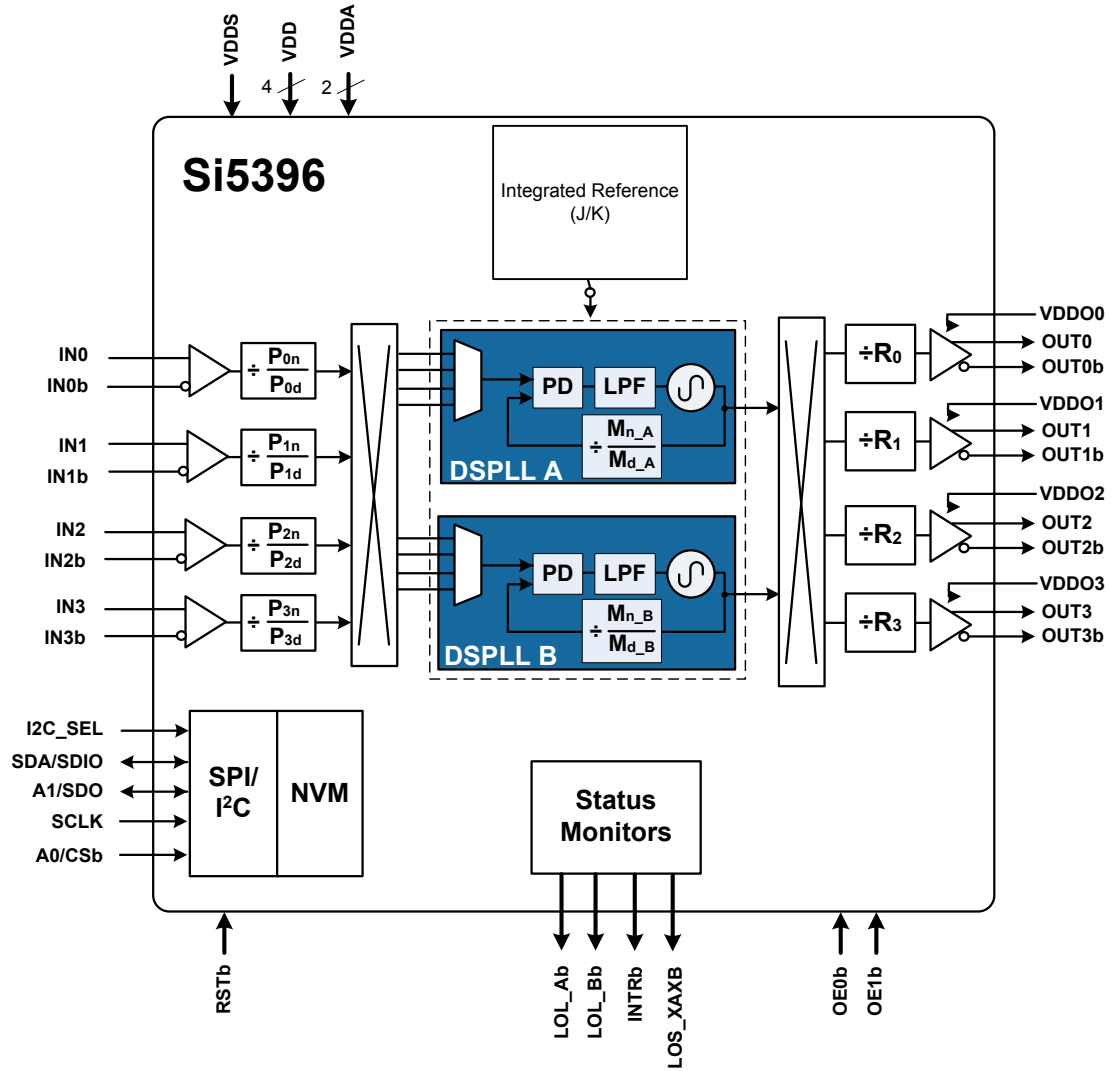 VDDS
VDD
VDDA
4
2
Si5396
Integrated Reference
(J/K)
IN0
IN0b
÷ P0n
P0d
IN1
IN1b
÷ P1n
P1d
IN2
IN2b
÷ P2n
P2d
IN3
IN3b
÷ P3n
P3d
PD
LPF
÷ Mn_A
Md_A
DSPLL A
PD
LPF
÷ Mn_B
Md_B
DSPLL B
÷R0
÷R1
÷R2
÷R3
VDDO0
OUT0
OUT0b
VDDO1
OUT1
OUT1b
VDDO2
OUT2
OUT2b
VDDO3
OUT3
OUT3b
I2C_SEL
SDA/SDIO
A1/SDO
SCLK
A0/CSb
SPI/
I²C
NVM
Status
Monitors
RSTb
LOL_Ab
LOL_Bb
INTRb
LOS_XAXB
OE0b
OE1b